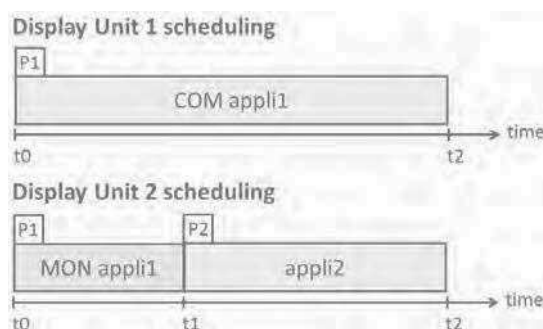 Display Unit 1 scheduling
P1
COM appli1
time
t0 t2
Display Unit 2 scheduling
P1 P2
MON appli1 appli2
time
t0 t1 t2